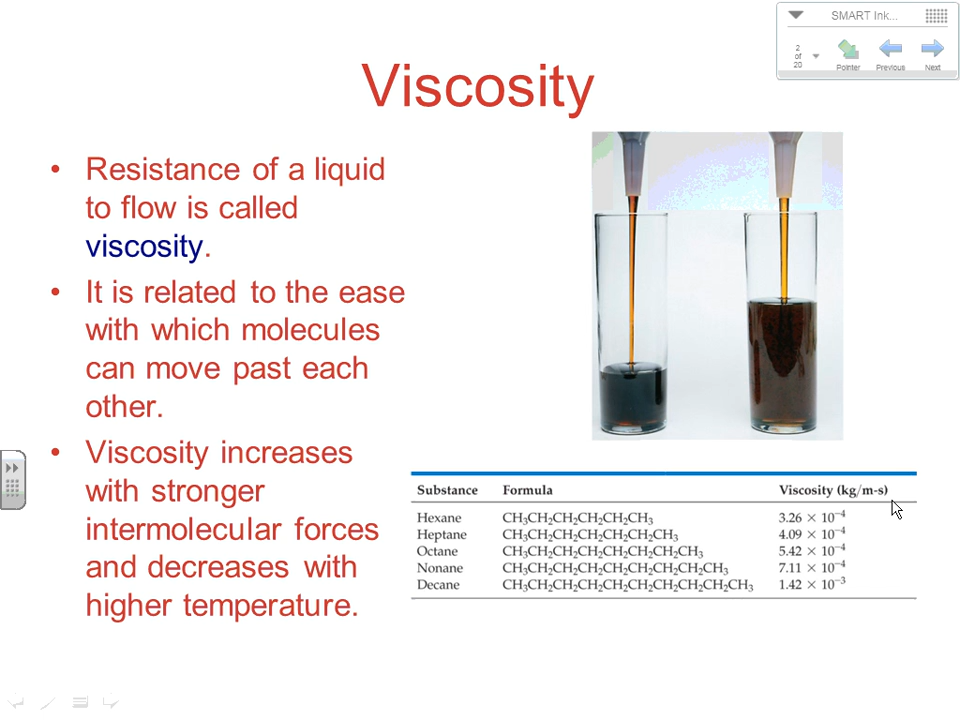 SMART Ink...
2
of
20
Pointer
Previous
Next
Viscosity
• Resistance of a liquid
to flow is called
viscosity.
• It is related to the ease
with which molecules
can move past each
other.
• Viscosity increases
with stronger
intermolecular forces
and decreases with
higher temperature.
Substance Formula Viscosity (kg/m-s)
Hexane CH₃CH₂CH₂CH₂CH₂CH₃ 3.26 × 10⁻⁴
Heptane CH₃CH₂CH₂CH₂CH₂CH₂CH₃ 4.09 × 10⁻⁴
Octane CH₃CH₂CH₂CH₂CH₂CH₂CH₂CH₃ 5.42 × 10⁻⁴
Nonane CH₃CH₂CH₂CH₂CH₂CH₂CH₂CH₂CH₃ 7.11 × 10⁻⁴
Decane CH₃CH₂CH₂CH₂CH₂CH₂CH₂CH₂CH₂CH₃ 1.42 × 10⁻³